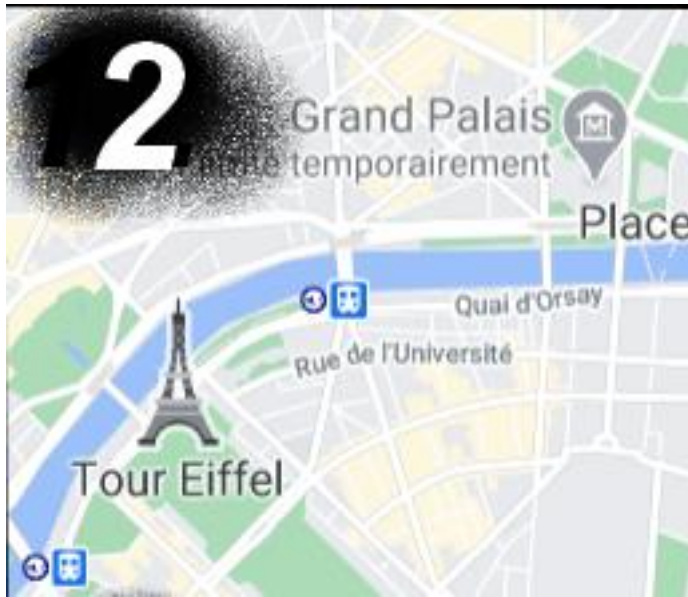 2
Grand Palais
temporairement
Place
Quai d'Orsay
Rue de l'Université
Tour Eiffel